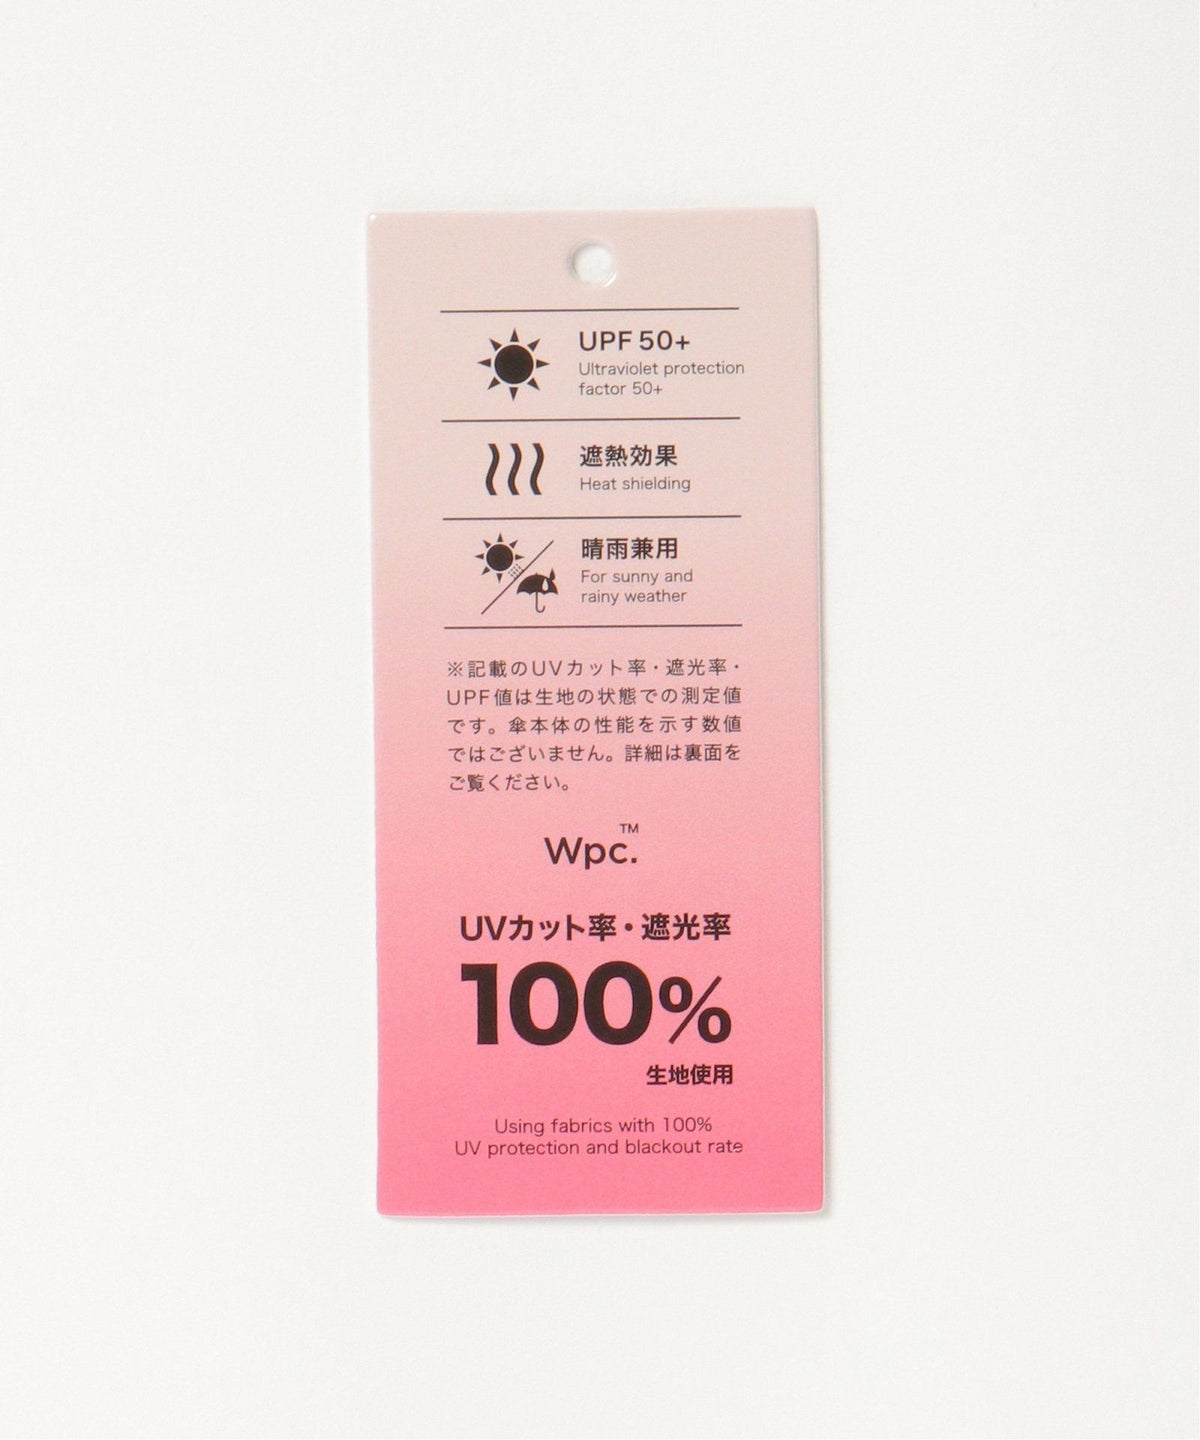 UPF 50+
Ultraviolet protection
factor 50+
遮熱効果
Heat shielding
晴雨兼用
For sunny and
rainy weather
※記載のUVカット率・遮光率・
UPF値は生地の状態での測定値
です。傘本体の性能を示す数値
ではございません。詳細は裏面を
ご覧ください。
Wpc.™
UVカット率・遮光率
100%
生地使用
Using fabrics with 100%
UV protection and blackout rate